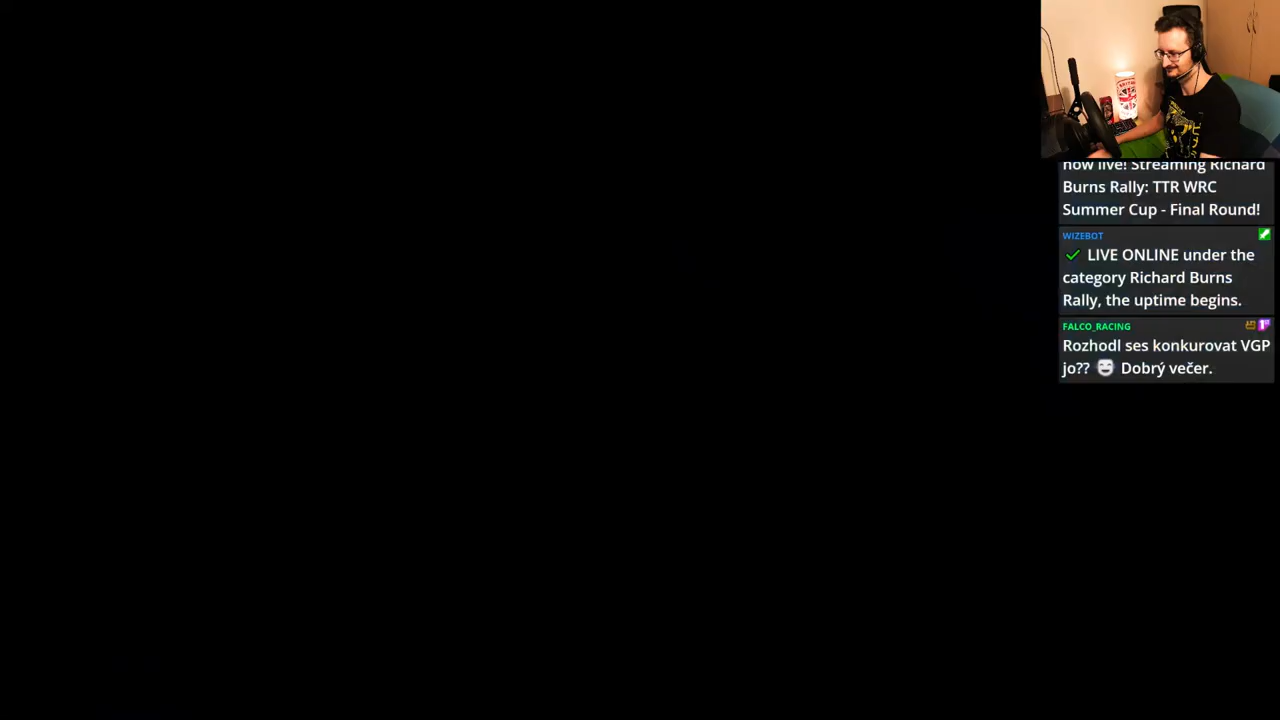 now live! Streaming Richard
Burns Rally: TTR WRC
Summer Cup - Final Round!
WIZEBOT
LIVE ONLINE under the
category Richard Burns
Rally, the uptime begins.
FALCO_RACING
Rozhodl ses konkurovat VGP
jo?? Dobrý večer.